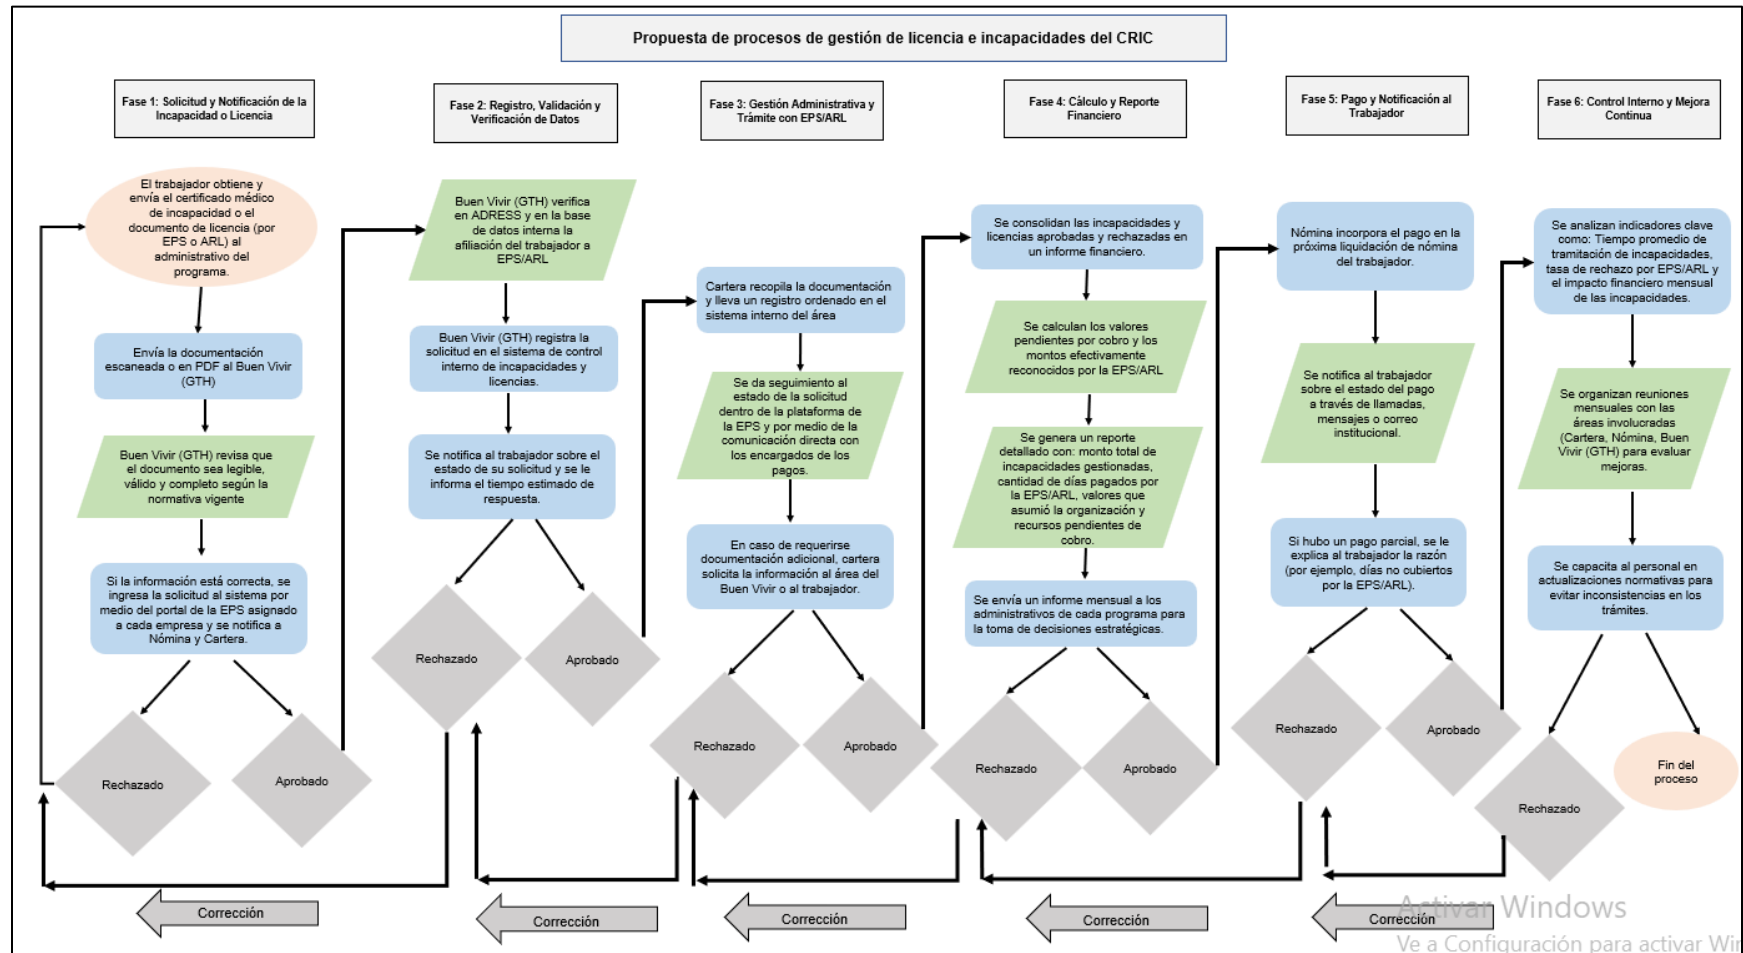 Propuesta de procesos de gestión de licencia e incapacidades del CRIC
Fase 1: Solicitud y Notificación de la
Incapacidad o Licencia
El trabajador obtiene y
envía el certificado médico
de incapacidad o el
documento de licencia (por
EPS o ARL) al
administrativo del
programa.
Envía la documentación
escaneada o en PDF al Buen Vivir
(GTH)
Buen Vivir (GTH) revisa que
el documento sea legible,
válido y completo según la
normativa vigente
Si la información está correcta, se
ingresa la solicitud al sistema por
medio del portal de la EPS asignado
a cada empresa y se notifica a
Nómina y Cartera.
Rechazado
Aprobado
Corrección
Fase 2: Registro, Validación y
Verificación de Datos
Buen Vivir (GTH) verifica
en ADRESS y en la base
de datos interna la
afiliación del trabajador a
EPS/ARL
Buen Vivir (GTH) registra la
solicitud en el sistema de control
interno de incapacidades y
licencias.
Se notifica al trabajador sobre el
estado de su solicitud y se le
informa el tiempo estimado de
respuesta.
Rechazado
Aprobado
Corrección
Fase 3: Gestión Administrativa y
Trámite con EPS/ARL
Cartera recopila la documentación
y lleva un registro ordenado en el
sistema interno del área
Se da seguimiento al
estado de la solicitud
dentro de la plataforma de
la EPS y por medio de la
comunicación directa con
los encargados de los
pagos.
En caso de requerirse
documentación adicional, cartera
solicita la información al área del
Buen Vivir o al trabajador.
Rechazado
Aprobado
Corrección
Fase 4: Cálculo y Reporte
Financiero
Se consolidan las incapacidades y
licencias aprobadas y rechazadas en
un informe financiero.
Se calculan los valores
pendientes por cobro y los
montos efectivamente
reconocidos por la EPS/ARL
Se genera un reporte
detallado con: monto total de
incapacidades gestionadas,
cantidad de días pagados por
la EPS/ARL, valores que
asumió la organización y
recursos pendientes de
cobro.
Se envía un informe mensual a los
administrativos de cada programa para
la toma de decisiones estratégicas.
Rechazado
Aprobado
Corrección
Fase 5: Pago y Notificación al
Trabajador
Nómina incorpora el pago en la
próxima liquidación de nómina
del trabajador.
Se notifica al trabajador
sobre el estado del pago
a través de llamadas,
mensajes o correo
institucional.
Si hubo un pago parcial, se le
explica al trabajador la razón
(por ejemplo, días no cubiertos
por la EPS/ARL).
Rechazado
Aprobado
Corrección
Fase 6: Control Interno y Mejora
Continua
Se analizan indicadores clave
como: Tiempo promedio de
tramitación de incapacidades,
tasa de rechazo por EPS/ARL y
el impacto financiero mensual
de las incapacidades.
Se organizan reuniones
mensuales con las
áreas involucradas
(Cartera, Nómina, Buen
Vivir (GTH) para evaluar
mejoras.
Se capacita al personal en
actualizaciones normativas para
evitar inconsistencias en los
trámites.
Rechazado
Fin del
proceso
Activar Windows
Ve a Configuración para activar Wi